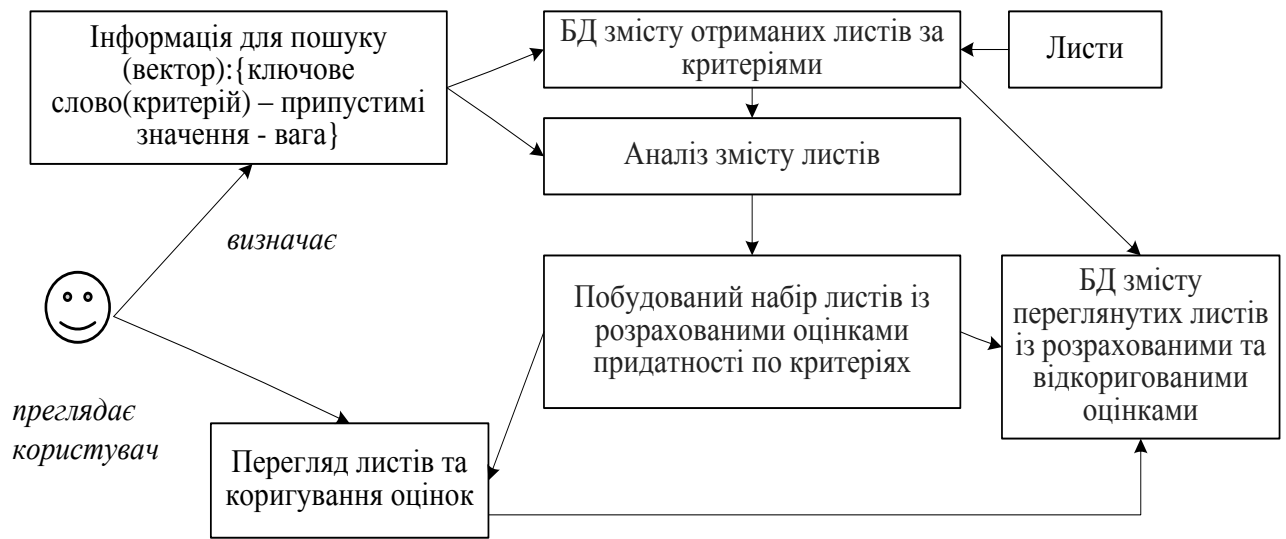 Інформація для пошуку
(вектор):{ключове
слово(критерій) – припустимі
значення - вага}
БД змісту отриманих листів за
критеріями
Листи
Аналіз змісту листів
визначає
Побудований набір листів із
розрахованими оцінками
придатності по критеріях
БД змісту
переглянутих листів
із розрахованими та
відкоригованими
оцінками
преглядає
користувач
Перегляд листів та
коригування оцінок